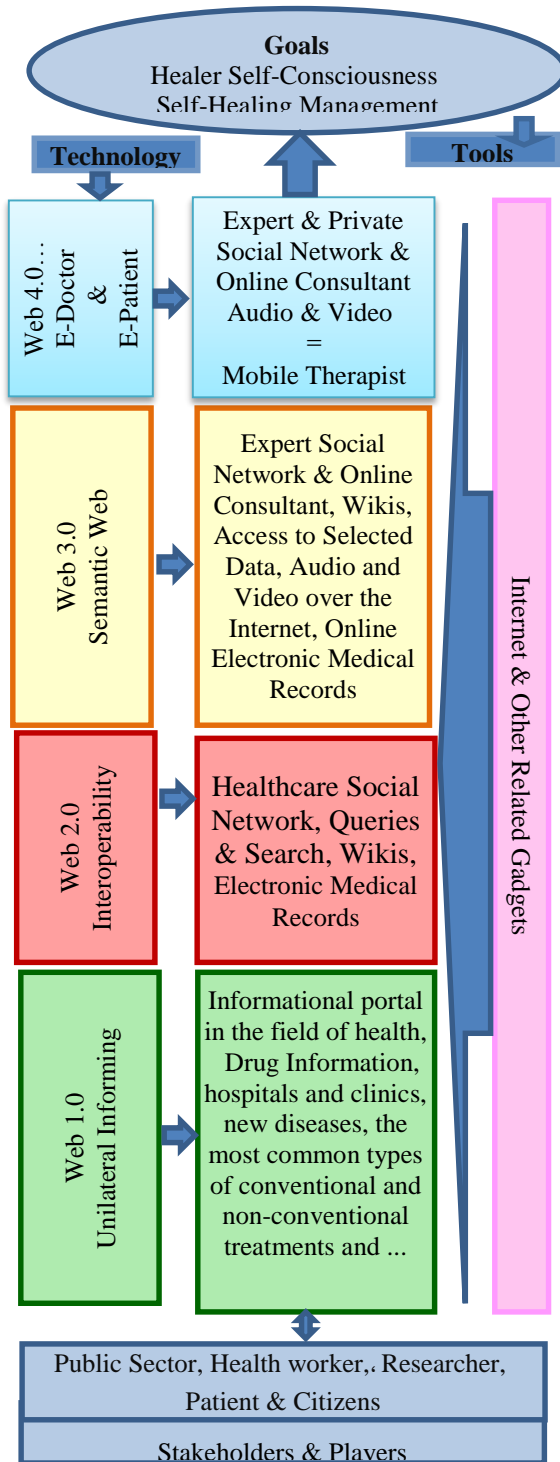 Goals
Healer Self-Consciousness
Self-Healing Management
Technology
Tools
Web 4.0…
E-Doctor
&
E-Patient
Expert & Private
Social Network &
Online Consultant
Audio & Video
=
Mobile Therapist
Web 3.0
Semantic Web
Expert Social
Network & Online
Consultant, Wikis,
Access to Selected
Data, Audio and
Video over the
Internet, Online
Electronic Medical
Records
Web 2.0
Interoperability
Healthcare Social
Network, Queries
& Search, Wikis,
Electronic Medical
Records
Web 1.0
Unilateral Informing
Informational portal
in the field of health,
Drug Information,
hospitals and clinics,
new diseases, the
most common types
of conventional and
non-conventional
treatments and ...
Internet & Other Related Gadgets
Public Sector, Health worker,, Researcher,
Patient & Citizens
Stakeholders & Players